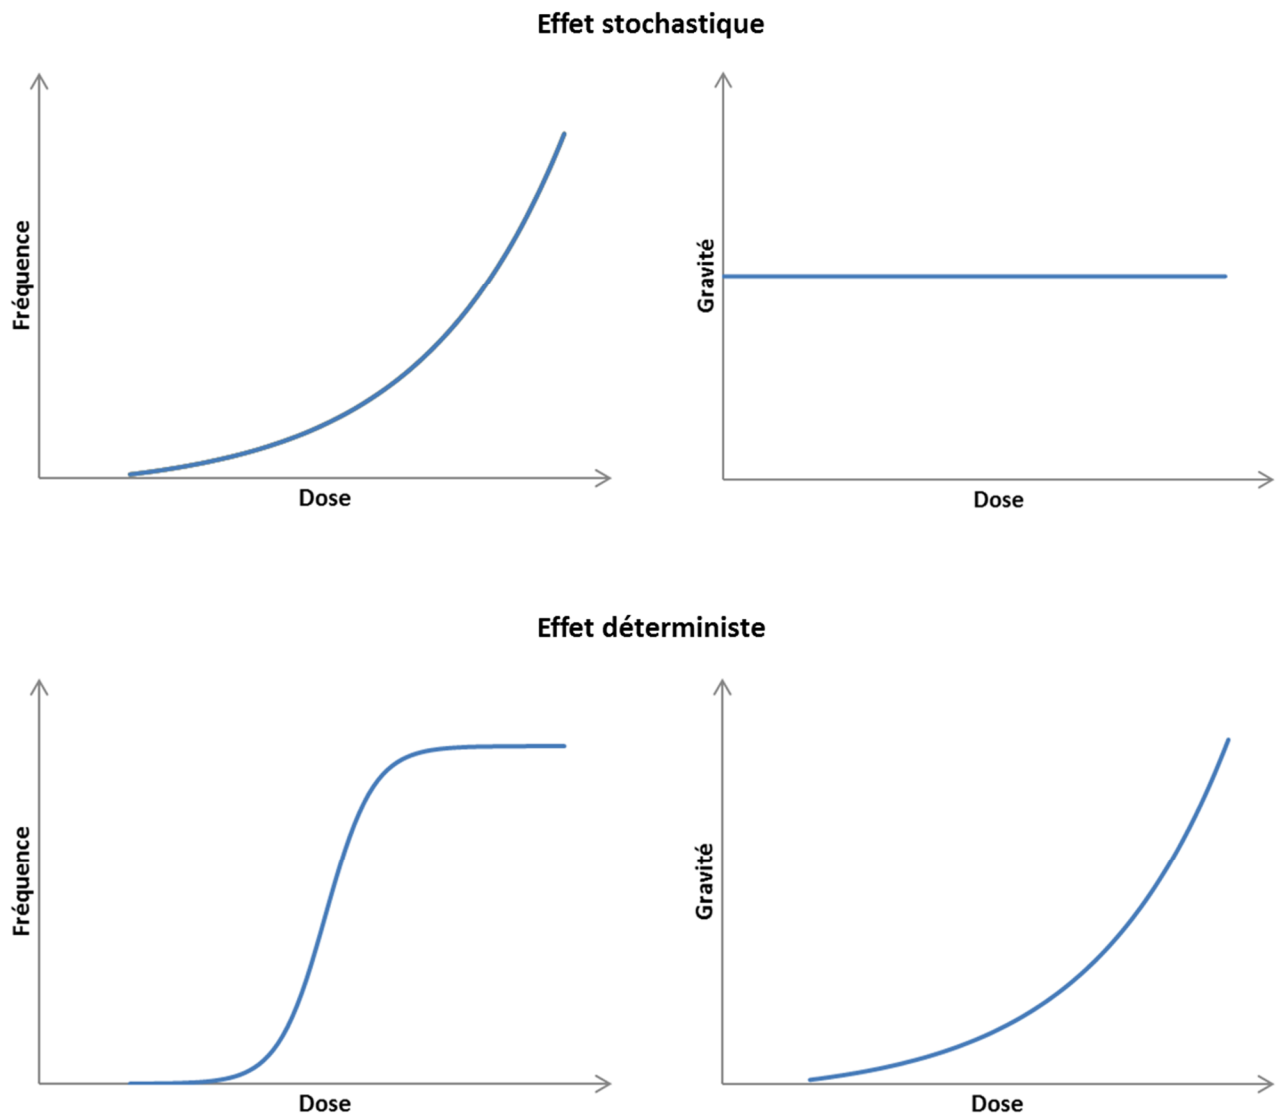 Effet stochastique
Fréquence
Dose
Gravité
Dose
Effet déterministe
Fréquence
Dose
Gravité
Dose